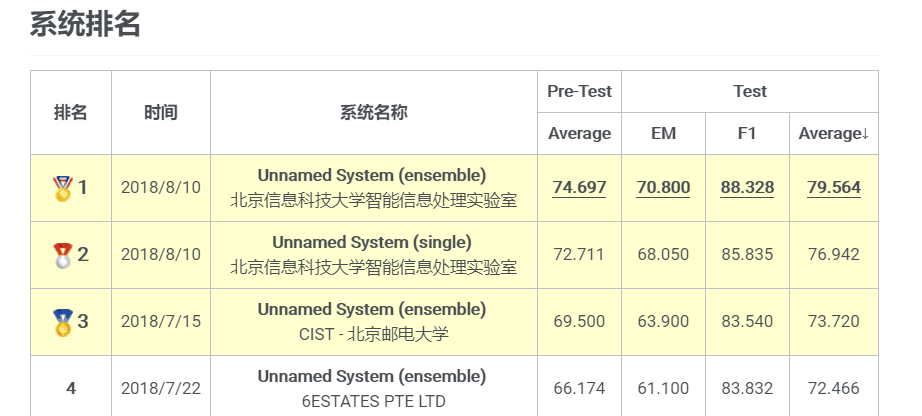 系统排名
排名 时间 系统名称 Pre-Test Test
Average EM F1 Average↓
1 2018/8/10 Unnamed System (ensemble) 74.697 70.800 88.328 79.564
北京信息科技大学智能信息处理实验室
2 2018/8/10 Unnamed System (single) 72.711 68.050 85.835 76.942
北京信息科技大学智能信息处理实验室
3 2018/7/15 Unnamed System (ensemble) 69.500 63.900 83.540 73.720
CIST - 北京邮电大学
4 2018/7/22 Unnamed System (ensemble) 66.174 61.100 83.832 72.466
6ESTATES PTE LTD